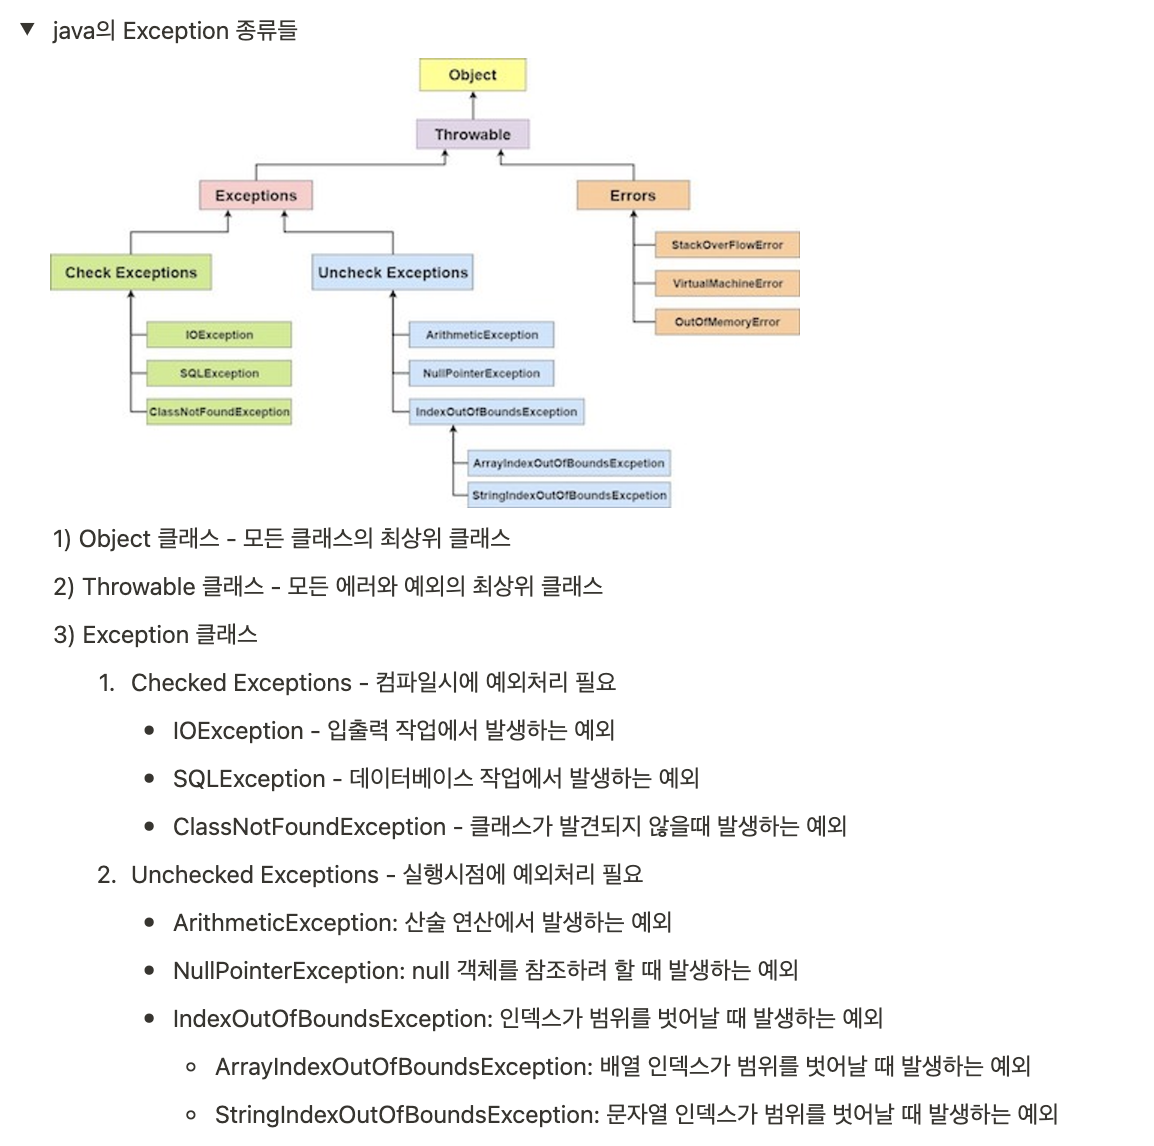 java의 Exception 종류들
Object
Throwable
Exceptions
Errors
StackOverFlowError
Check Exceptions
Uncheck Exceptions
VirtualMachineError
OutOfMemoryError
IOException
ArithmeticException
SQLException
NullPointerException
ClassNotFoundException
IndexOutOfBoundsException
ArrayIndexOutOfBoundsExcpetion
StringIndexOutOfBoundsExcpetion
1) Object 클래스 - 모든 클래스의 최상위 클래스
2) Throwable 클래스 - 모든 에러와 예외의 최상위 클래스
3) Exception 클래스
1. Checked Exceptions - 컴파일시에 예외처리 필요
• IOException - 입출력 작업에서 발생하는 예외
• SQLException - 데이터베이스 작업에서 발생하는 예외
• ClassNotFoundException - 클래스가 발견되지 않을때 발생하는 예외
2. Unchecked Exceptions - 실행시점에 예외처리 필요
• ArithmeticException: 산술 연산에서 발생하는 예외
• NullPointerException: null 객체를 참조하려 할 때 발생하는 예외
• IndexOutOfBoundsException: 인덱스가 범위를 벗어날 때 발생하는 예외
◦ ArrayIndexOutOfBoundsException: 배열 인덱스가 범위를 벗어날 때 발생하는 예외
◦ StringIndexOutOfBoundsException: 문자열 인덱스가 범위를 벗어날 때 발생하는 예외